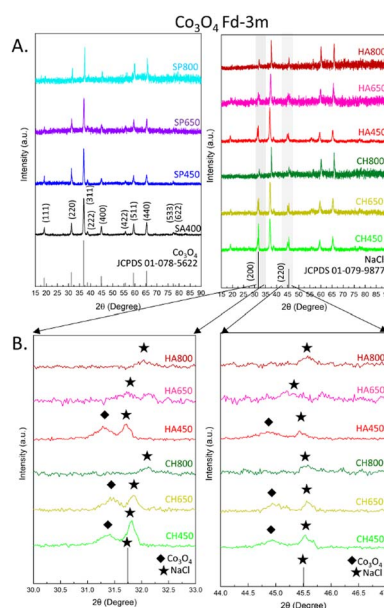 Co₃O₄ Fd-3m
A.
SP800
SP650
SP450
SA400
(111)
(220)
(311)
(222)
(400)
(422)
(511)
(440)
(533)
(622)
Co₃O₄
JCPDS 01-078-5622
Intensity (a.u.)
15 20 25 30 35 40 45 50 55 60 65 70 75 80 85 90
2θ (Degree)
HA800
HA650
HA450
CH800
CH650
CH450
NaCl
JCPDS 01-079-9877
(200)
(220)
Intensity (a.u.)
2θ (Degree)
B.
HA800
HA650
HA450
CH800
CH650
CH450
Co₃O₄
NaCl
Intensity (a.u.)
30.0 30.5 31.0 31.5 32.0 32.5 33.0
2θ (Degree)
HA800
HA650
HA450
CH800
CH650
CH450
Co₃O₄
NaCl
Intensity (a.u.)
44.0 44.5 45.0 45.5 46.0
2θ (Degree)